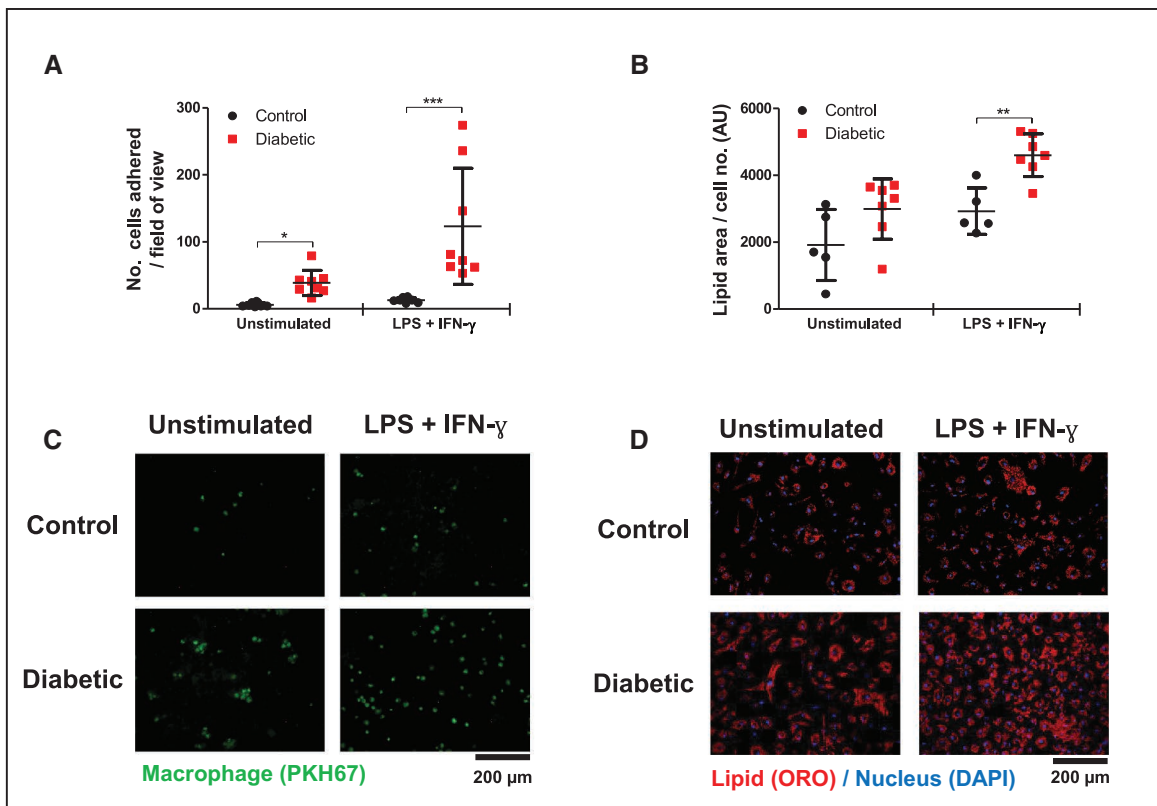 A
No. cells adhered
/ field of view
300
200
100
0
Control
Diabetic
*
***
Unstimulated
LPS + IFN-γ
B
Lipid area / cell no. (AU)
6000
4000
2000
0
Control
Diabetic
**
Unstimulated
LPS + IFN-γ
C
Unstimulated
LPS + IFN-γ
Control
Diabetic
Macrophage (PKH67)
200 μm
D
Unstimulated
LPS + IFN-γ
Control
Diabetic
Lipid (ORO) / Nucleus (DAPI)
200 μm